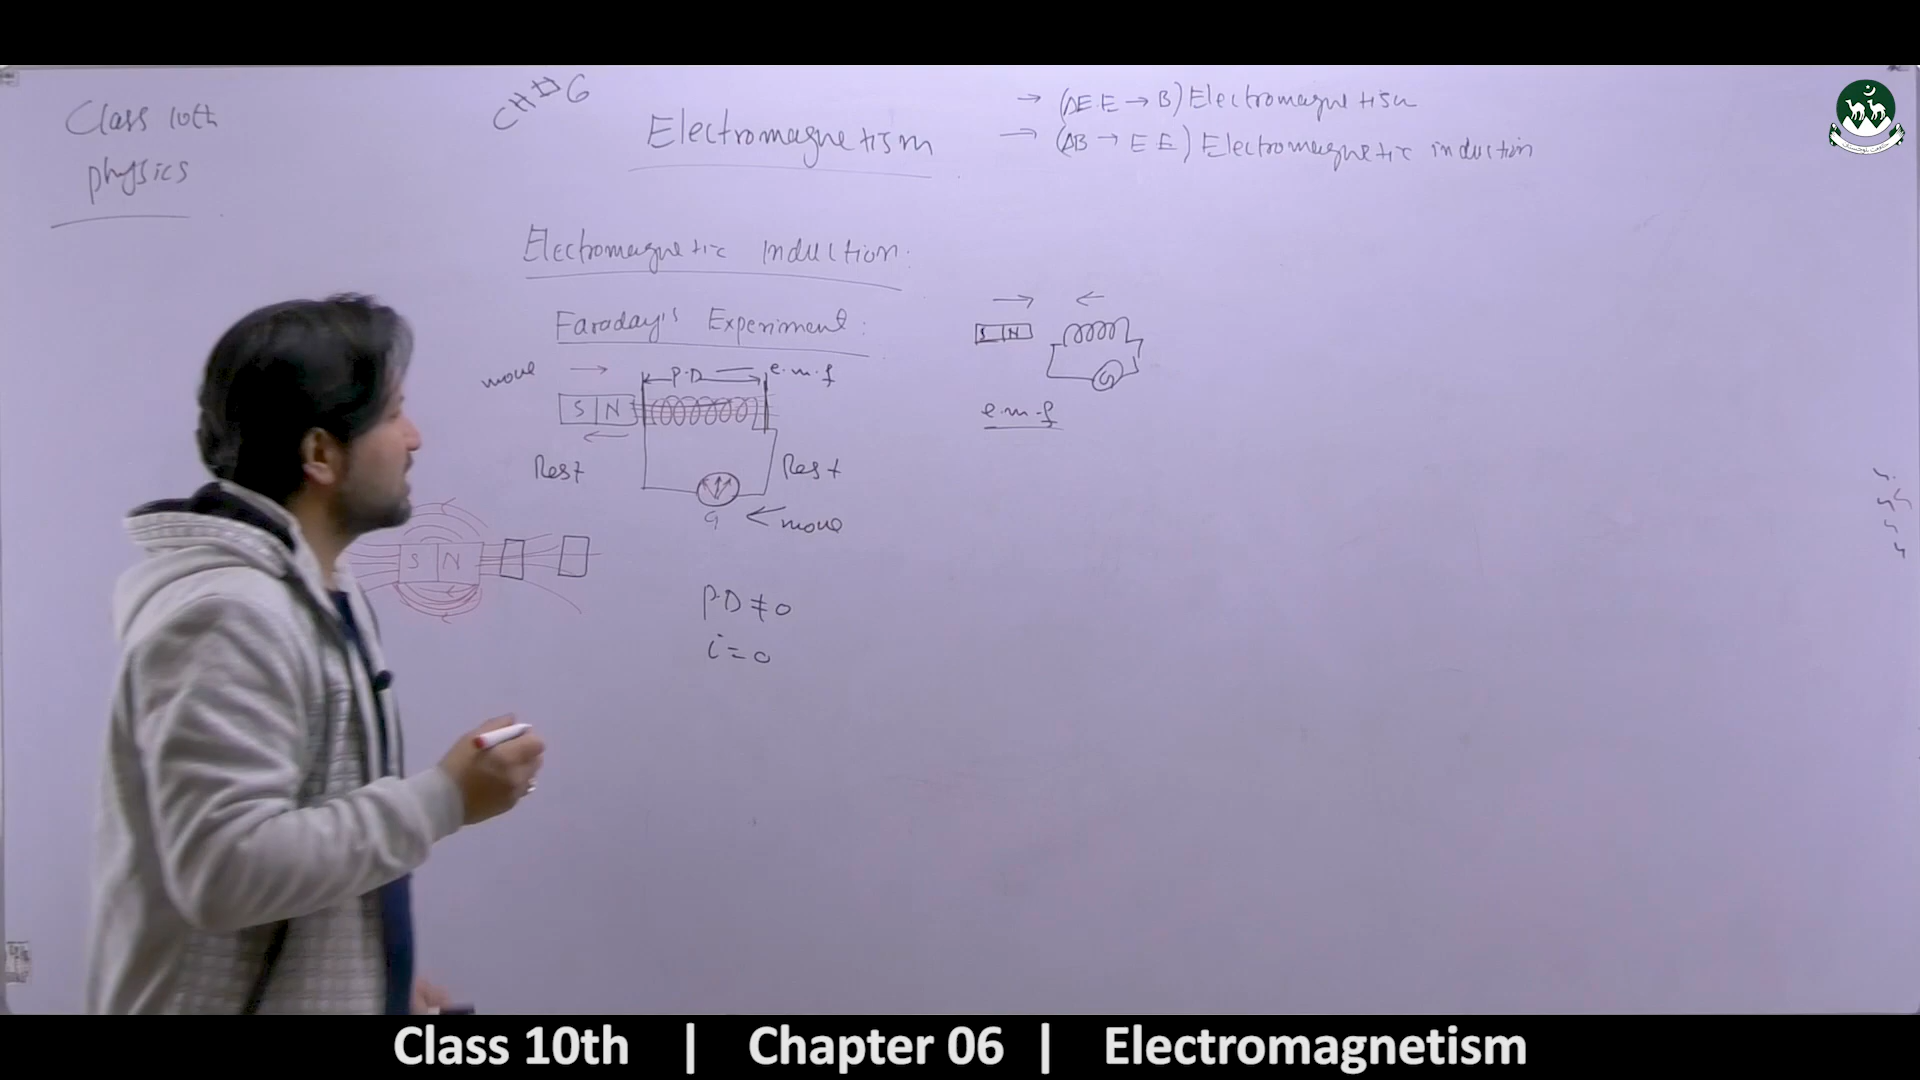 Class 10th
physics
CH # 6
Electromagnetism
→ (ΔE.E → B) Electromagnetism
→ (ΔB → E E) Electromagnetic induction
Electromagnetic induction.
Faraday's Experiment:
move →
P.D
e.m.f
S N
←
Rest
Rest
G
← move
S N
P.D ≠ 0
i = 0
→ ←
S N
G
e.m.f
Class 10th | Chapter 06 | Electromagnetism